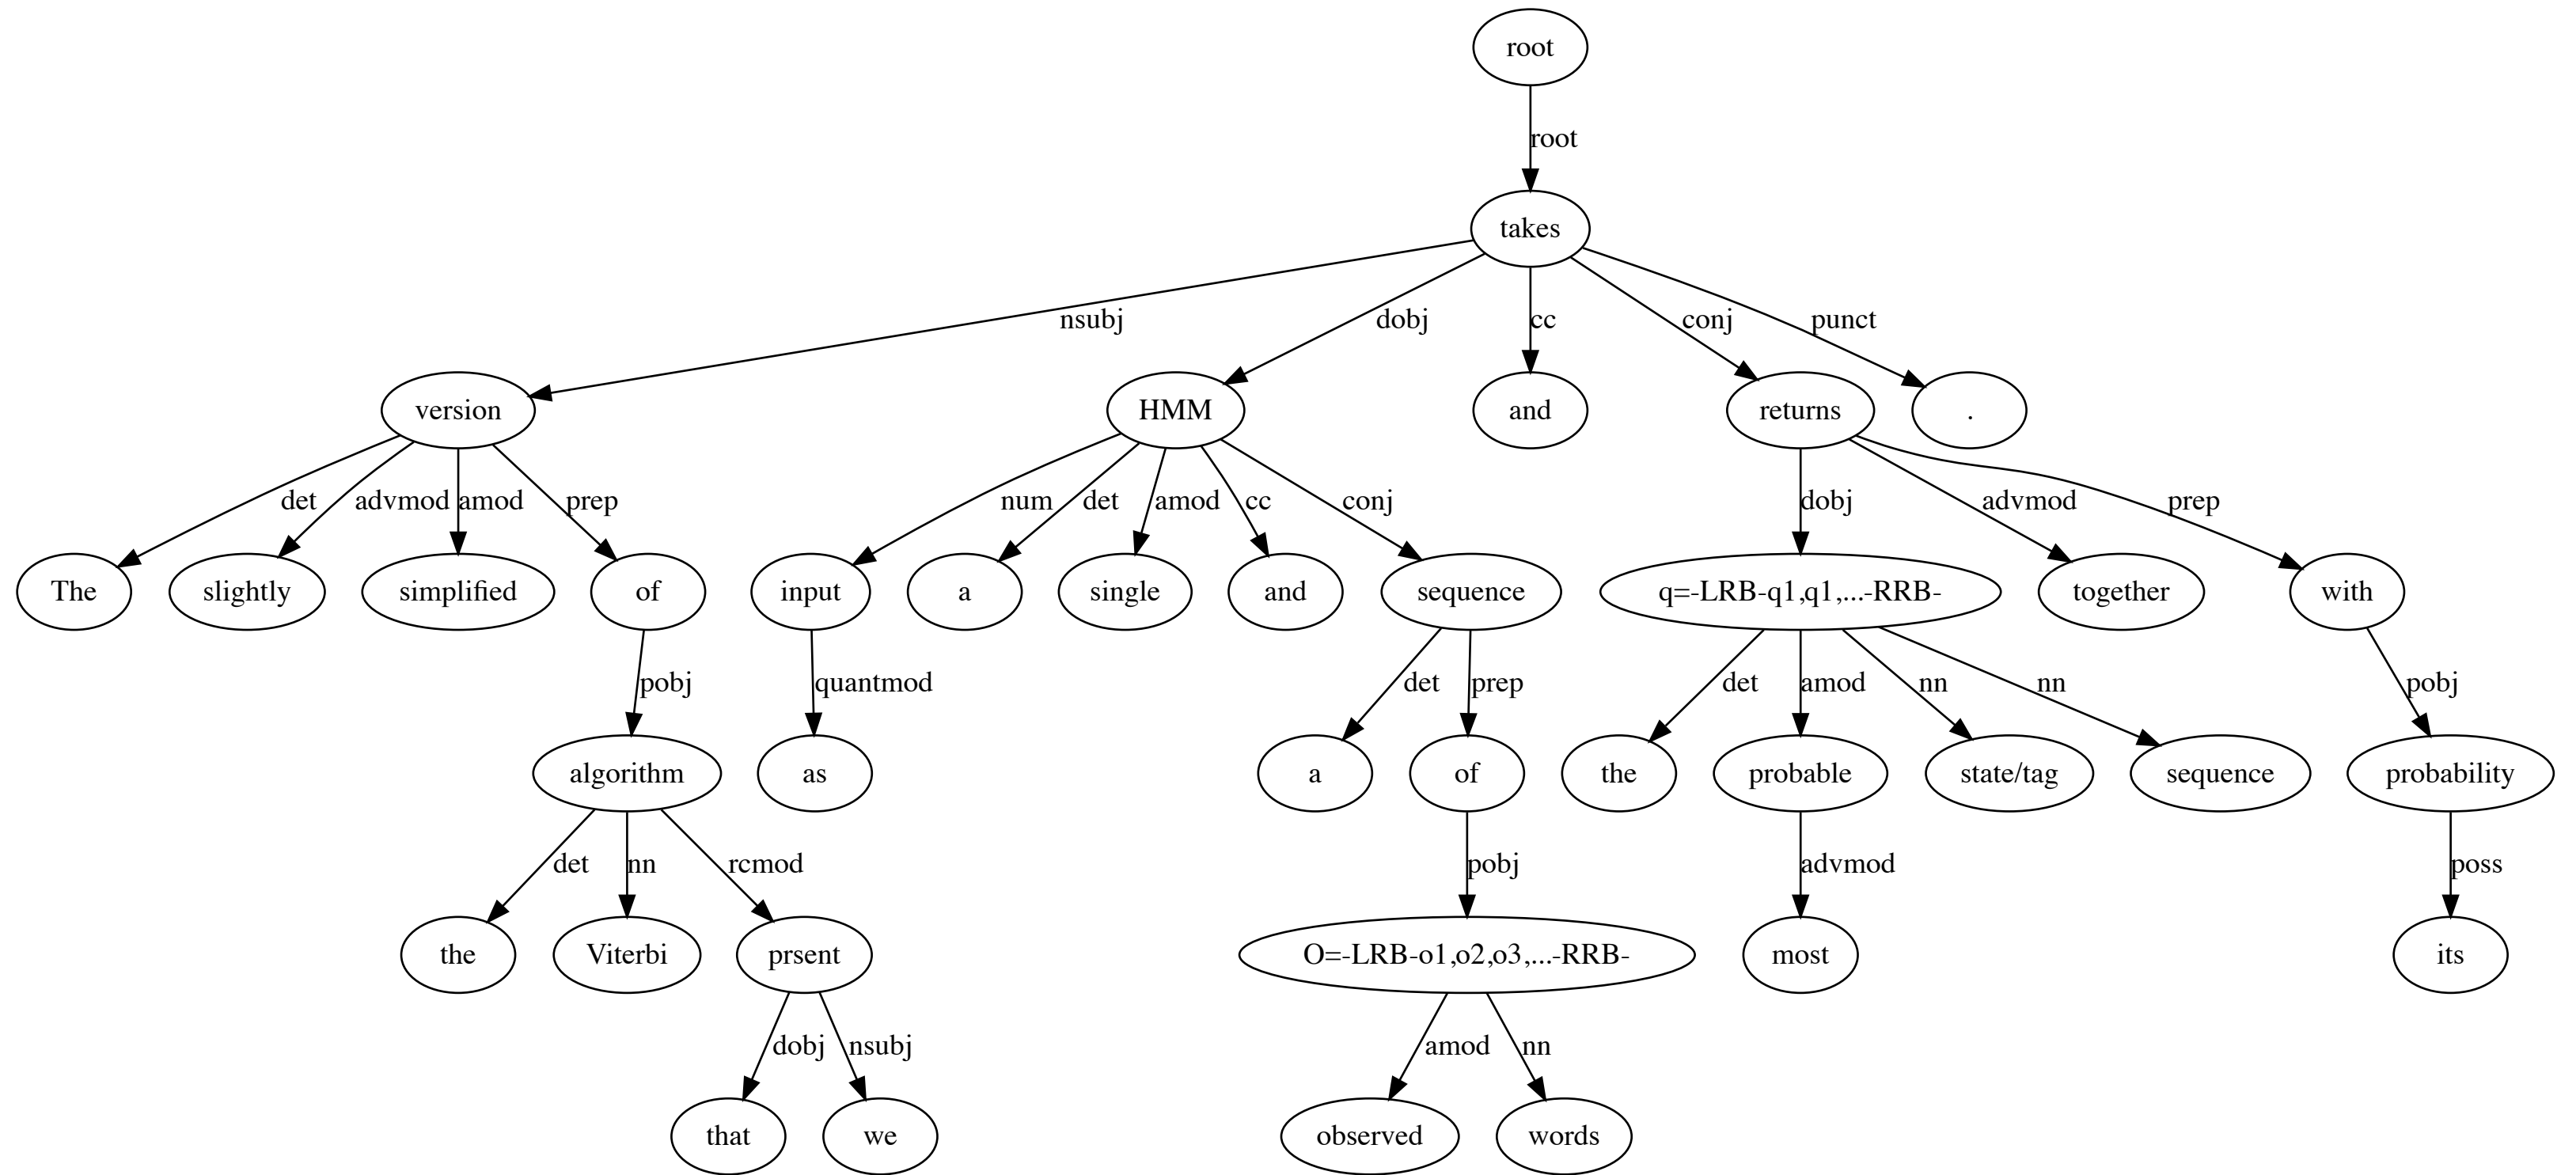 root
root
takes
nsubj dobj cc conj punct
version HMM and returns .
det advmod amod prep num det amod cc conj dobj advmod prep
The slightly simplified of input a single and sequence q=-LRB-q1,q1,...-RRB- together with
pobj quantmod det prep det amod nn nn pobj
algorithm as a of the probable state/tag sequence probability
det nn rcmod pobj advmod poss
the Viterbi prsent O=-LRB-o1,o2,o3,...-RRB- most its
dobj nsubj amod nn
that we observed words